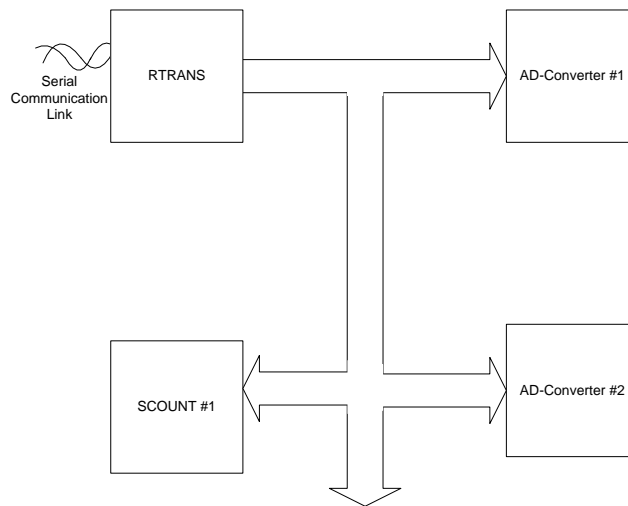 RTRANS
AD-Converter #1
Serial
Communication
Link
SCOUNT #1
AD-Converter #2